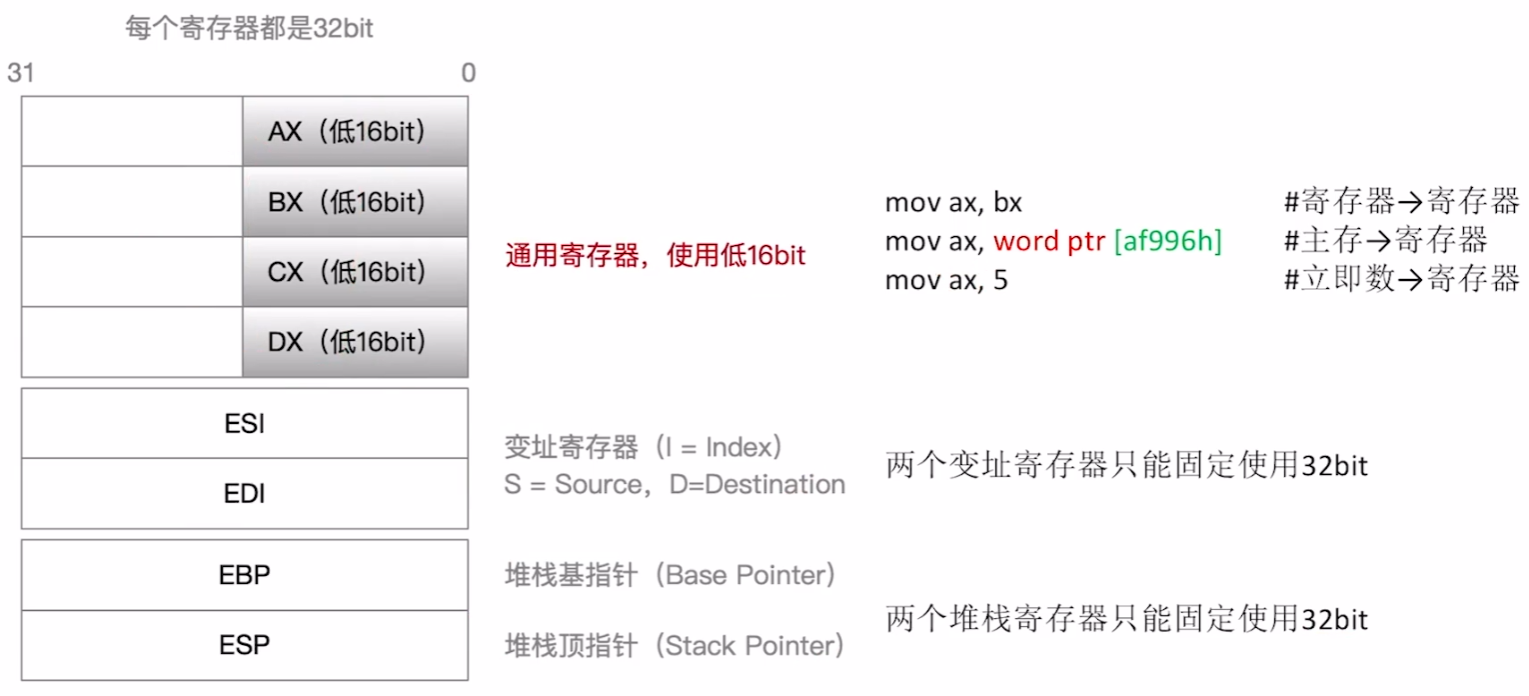 每个寄存器都是32bit
31 0
AX（低16bit）
BX（低16bit）
CX（低16bit）
DX（低16bit）
通用寄存器，使用低16bit
mov ax, bx #寄存器→寄存器
mov ax, word ptr [af996h] #主存→寄存器
mov ax, 5 #立即数→寄存器
ESI
EDI
变址寄存器（I = Index）
S = Source，D=Destination
两个变址寄存器只能固定使用32bit
EBP
ESP
堆栈基指针（Base Pointer）
堆栈顶指针（Stack Pointer）
两个堆栈寄存器只能固定使用32bit